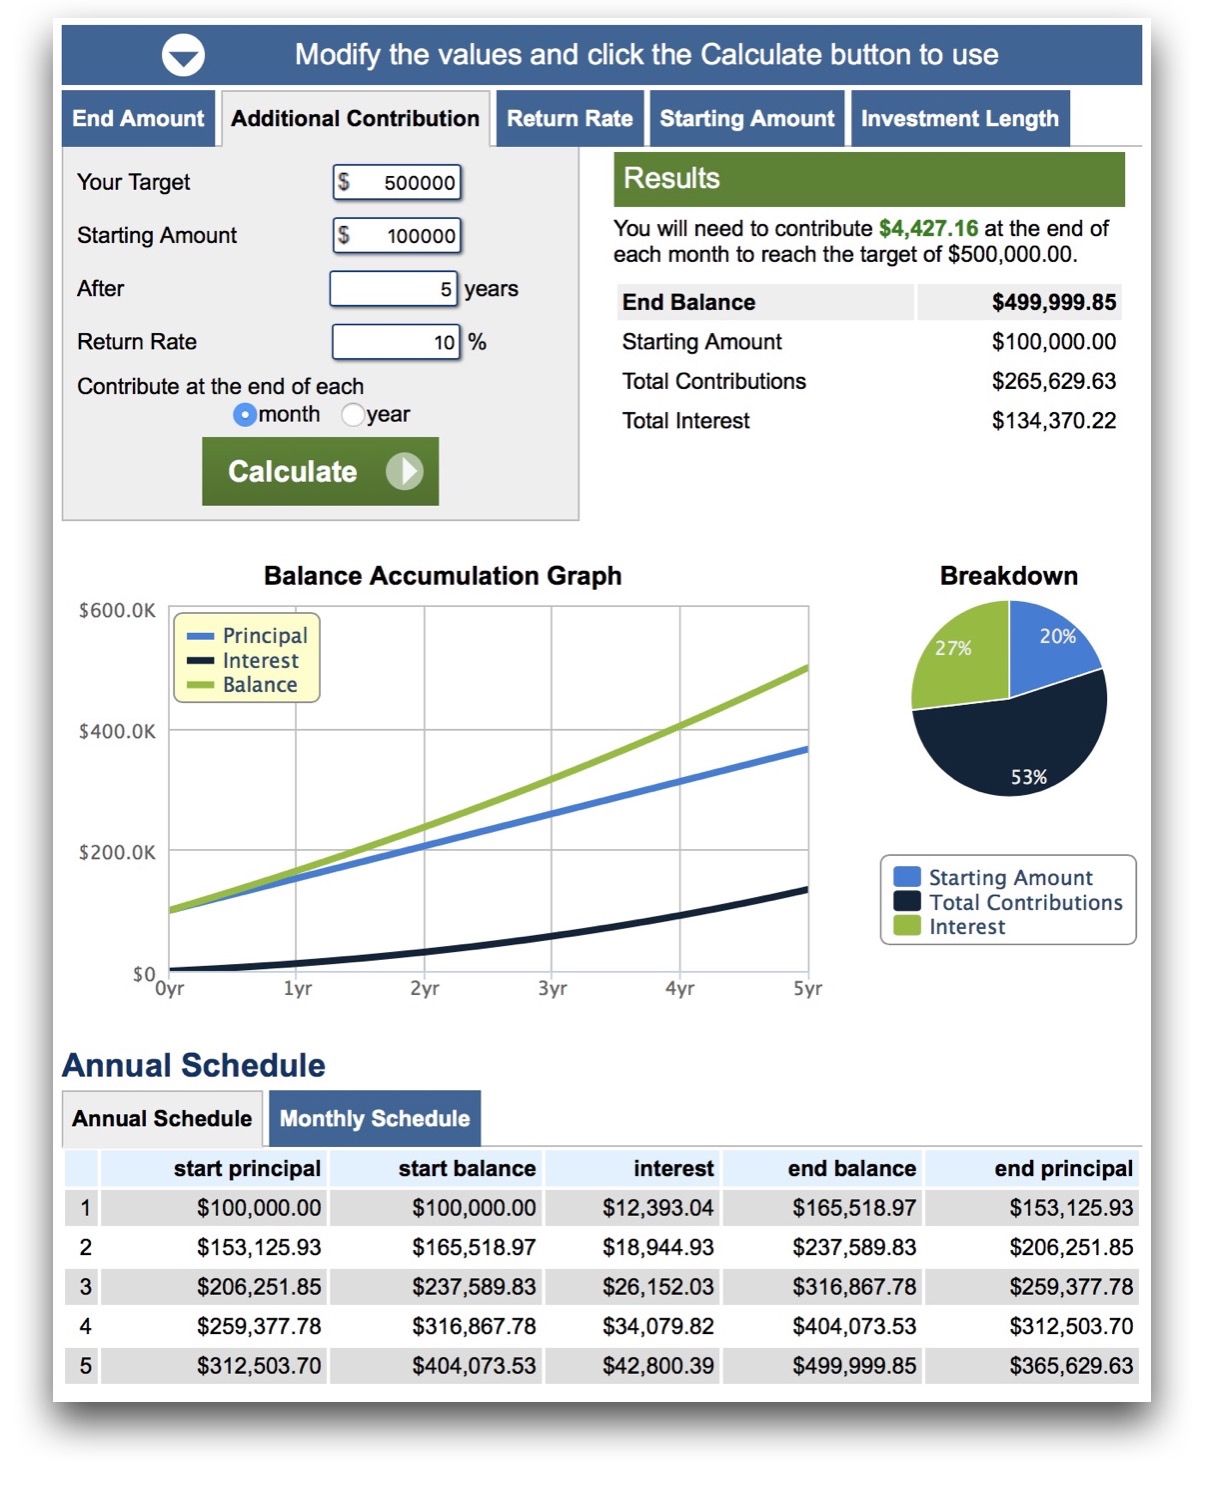 Modify the values and click the Calculate button to use
End Amount Additional Contribution Return Rate Starting Amount Investment Length
Your Target $ 500000
Starting Amount $ 100000
After 5 years
Return Rate 10 %
Contribute at the end of each
month year
Calculate
Results
You will need to contribute $4,427.16 at the end of
each month to reach the target of $500,000.00.
End Balance $499,999.85
Starting Amount $100,000.00
Total Contributions $265,629.63
Total Interest $134,370.22
Balance Accumulation Graph
$600.0K
$400.0K
$200.0K
$0
Principal
Interest
Balance
0yr 1yr 2yr 3yr 4yr 5yr
Breakdown
20%
27%
53%
Starting Amount
Total Contributions
Interest
Annual Schedule
Annual Schedule Monthly Schedule
start principal start balance interest end balance end principal
1 $100,000.00 $100,000.00 $12,393.04 $165,518.97 $153,125.93
2 $153,125.93 $165,518.97 $18,944.93 $237,589.83 $206,251.85
3 $206,251.85 $237,589.83 $26,152.03 $316,867.78 $259,377.78
4 $259,377.78 $316,867.78 $34,079.82 $404,073.53 $312,503.70
5 $312,503.70 $404,073.53 $42,800.39 $499,999.85 $365,629.63